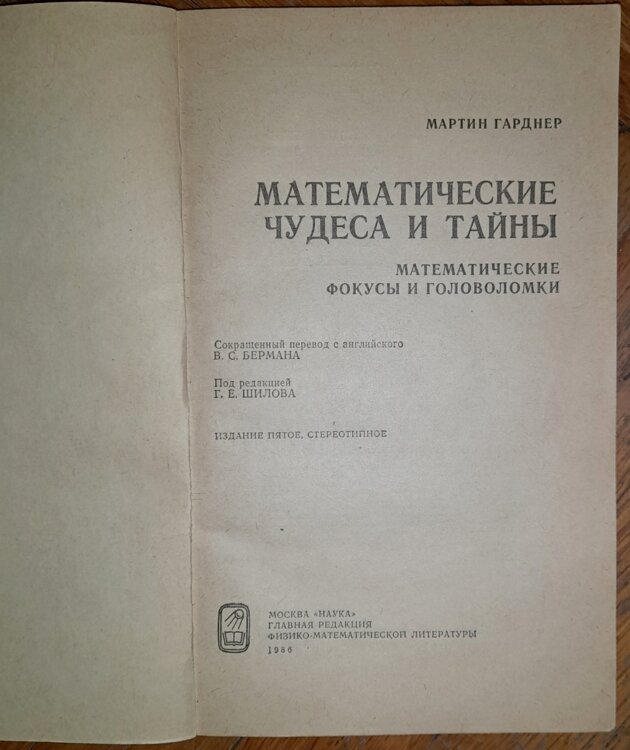 МАРТИН ГАРДНЕР
МАТЕМАТИЧЕСКИЕ
ЧУДЕСА И ТАЙНЫ
МАТЕМАТИЧЕСКИЕ
ФОКУСЫ И ГОЛОВОЛОМКИ
Сокращенный перевод с английского
В. С. БЕРМАНА
Под редакцией
Г. Е. ШИЛОВА
ИЗДАНИЕ ПЯТОЕ, СТЕРЕОТИПНОЕ
МОСКВА «НАУКА»
ГЛАВНАЯ РЕДАКЦИЯ
ФИЗИКО-МАТЕМАТИЧЕСКОЙ ЛИТЕРАТУРЫ
1986